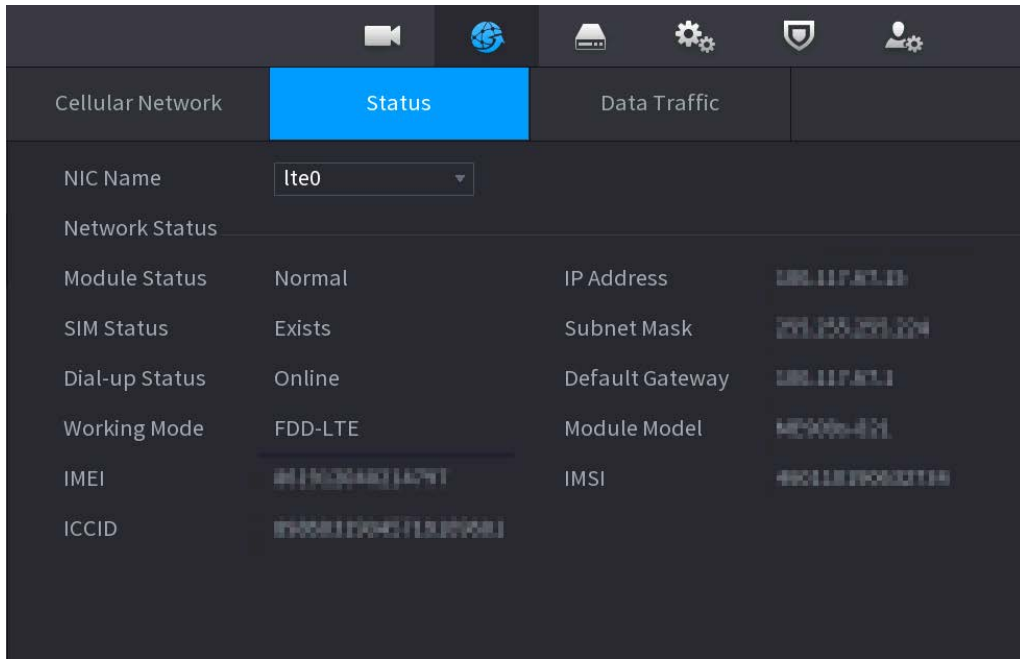 Cellular Network Status Data Traffic
NIC Name lte0
Network Status
Module Status Normal IP Address
SIM Status Exists Subnet Mask
Dial-up Status Online Default Gateway
Working Mode FDD-LTE Module Model
IMEI IMSI
ICCID